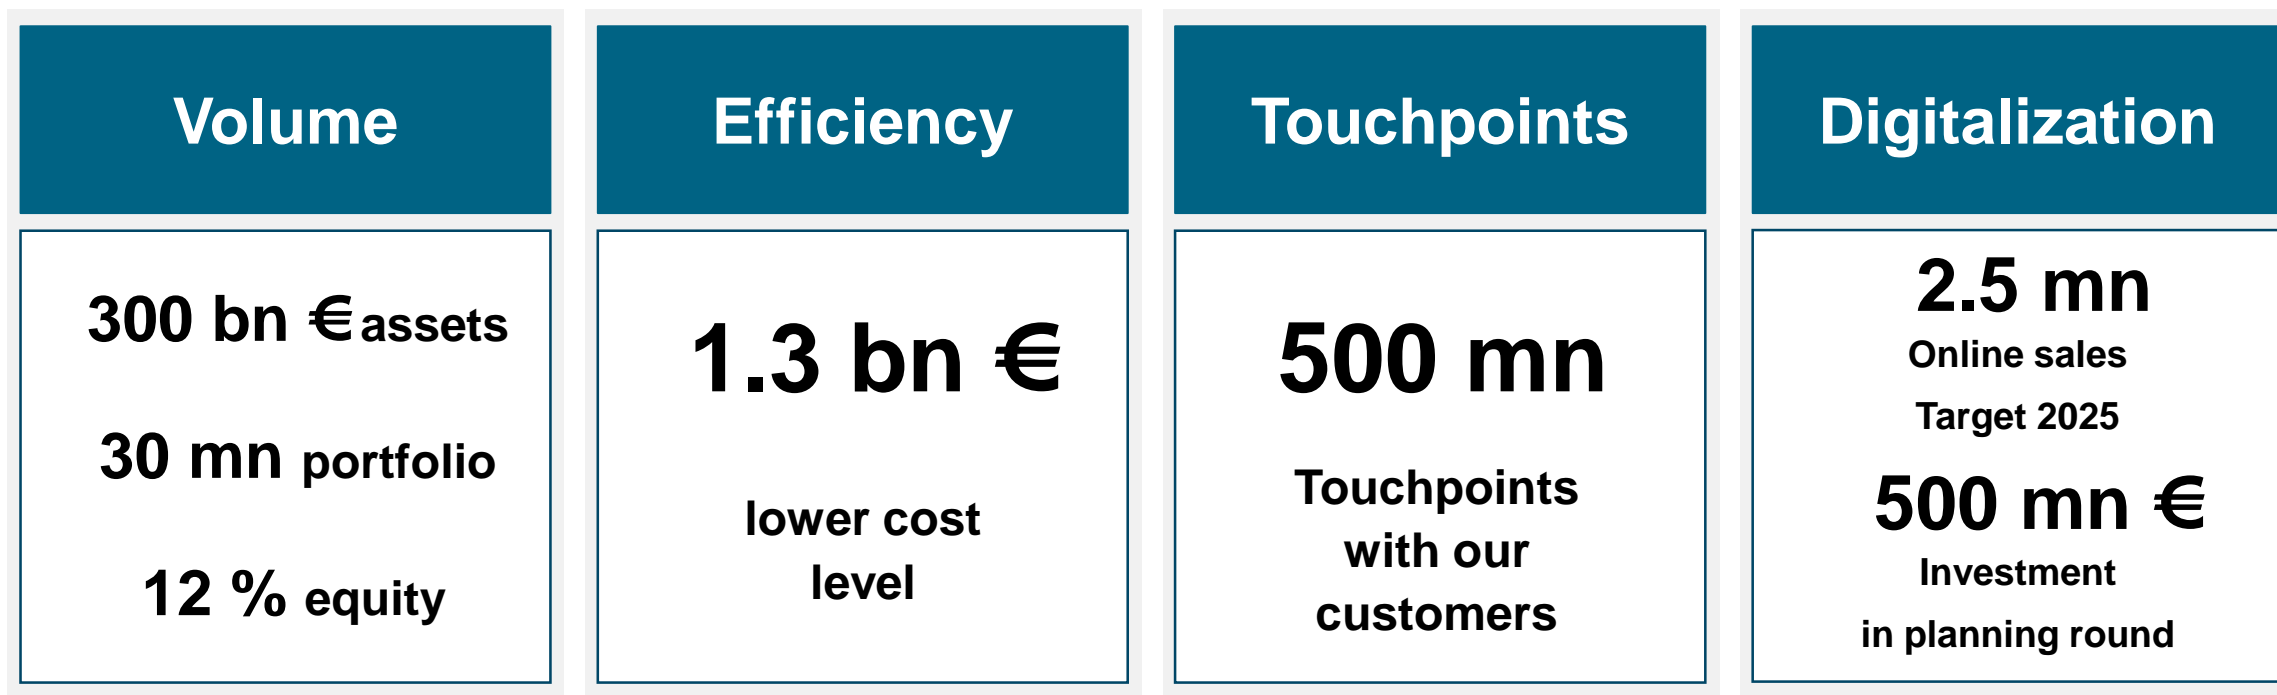 Volume
300 bn € assets
30 mn portfolio
12 % equity
Efficiency
1.3 bn €
lower cost
level
Touchpoints
500 mn
Touchpoints
with our
customers
Digitalization
2.5 mn
Online sales
Target 2025
500 mn €
Investment
in planning round